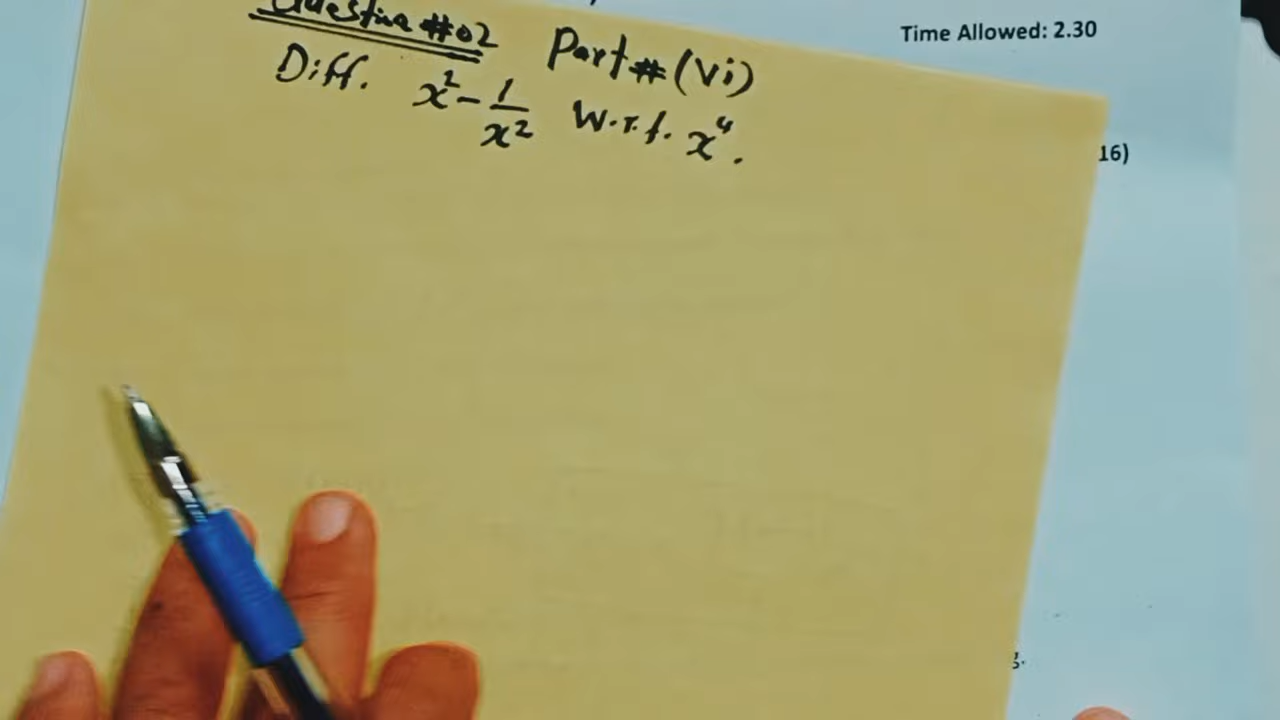 Time Allowed: 2.30
Question #02 Part # (vi)
Diff. x² - 1/x² W.r.t. x⁴.
16)
g.